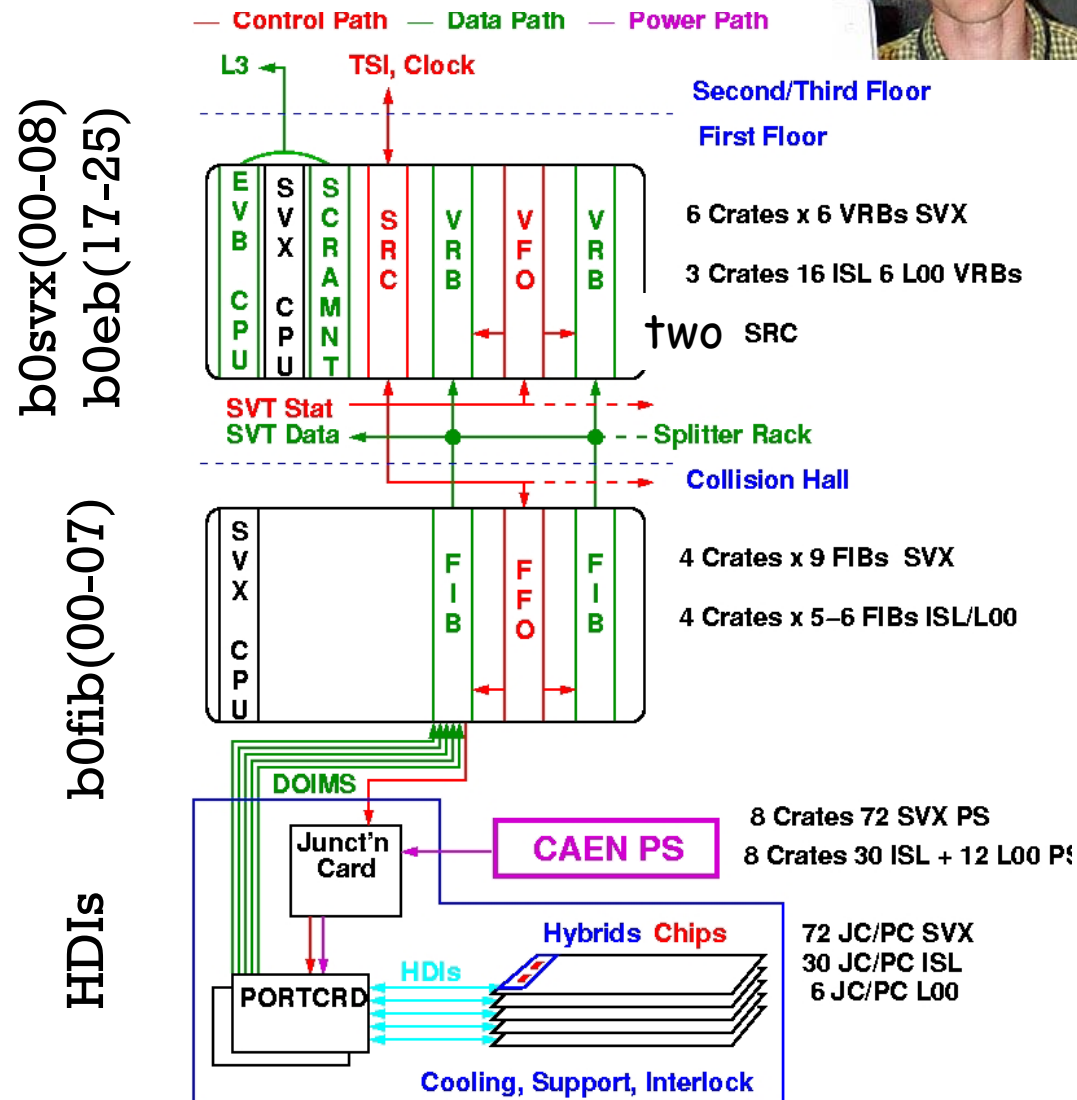 Control Path Data Path Power Path
L3 TSI, Clock
Second/Third Floor
First Floor
b0svx(00-08)
b0eb(17-25)
EVB CPU
SVX CPU
SCRAMNT
SRC
VRB
VFO
VRB
6 Crates x 6 VRBs SVX
3 Crates 16 ISL 6 L00 VRBs
two SRC
SVT Stat
SVT Data
Splitter Rack
Collision Hall
b0fib(00-07)
SVX CPU
FIB
FFO
FIB
4 Crates x 9 FIBs SVX
4 Crates x 5–6 FIBs ISL/L00
DOIMS
Junct'n
Card
CAEN PS
8 Crates 72 SVX PS
8 Crates 30 ISL + 12 L00 PS
HDIs
Hybrids Chips
HDIs
PORTCRD
72 JC/PC SVX
30 JC/PC ISL
6 JC/PC L00
Cooling, Support, Interlock